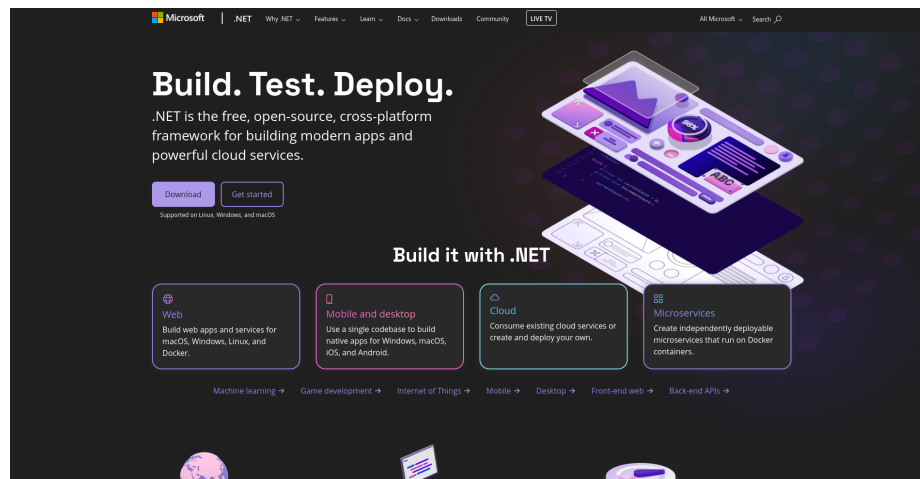 Microsoft
.NET
Why .NET
Features
Learn
Docs
Downloads
Community
LIVE TV
All Microsoft
Search
Build. Test. Deploy.
.NET is the free, open-source, cross-platform
framework for building modern apps and
powerful cloud services.
Download
Get started
Supported on Linux, Windows, and macOS
98%
ABC
Build it with .NET
Web
Build web apps and services for
macOS, Windows, Linux, and
Docker.
Mobile and desktop
Use a single codebase to build
native apps for Windows, macOS,
iOS, and Android.
Cloud
Consume existing cloud services or
create and deploy your own.
Microservices
Create independently deployable
microservices that run on Docker
containers.
Machine learning →
Game development →
Internet of Things →
Mobile →
Desktop →
Front-end web →
Back-end APIs →